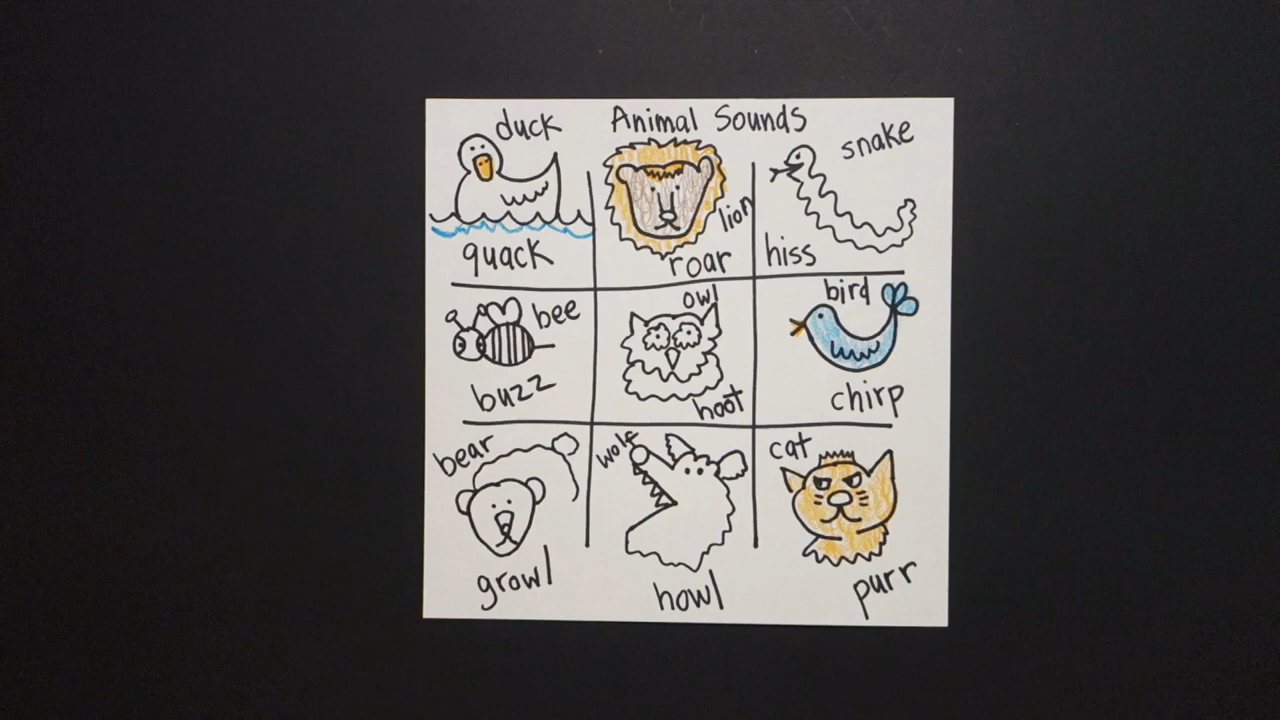 Animal Sounds
duck
quack
lion
roar
snake
hiss
bee
buzz
owl
hoot
bird
chirp
bear
growl
wolf
howl
cat
purr